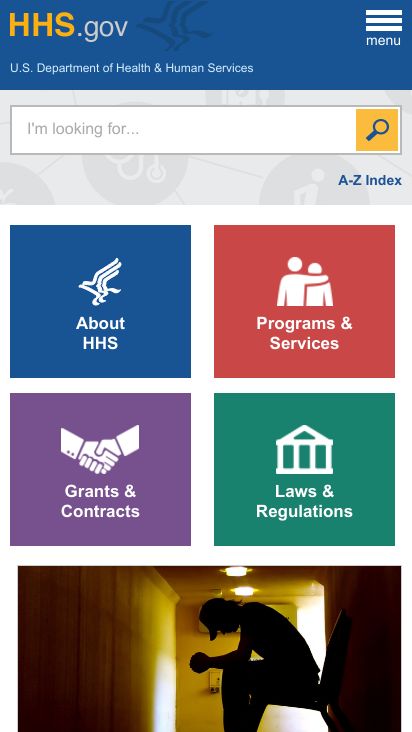 HHS.gov
menu
U.S. Department of Health & Human Services
I'm looking for...
A-Z Index
About
HHS
Programs &
Services
Grants &
Contracts
Laws &
Regulations